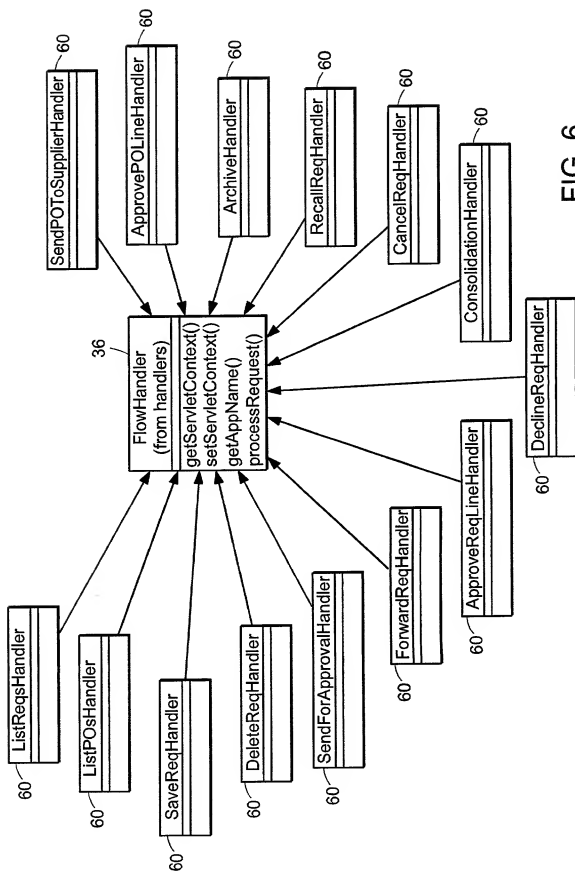 ListReqsHandler
60
ListPOsHandler
60
SaveReqHandler
60
DeleteReqHandler
60
SendForApprovalHandler
60
ForwardReqHandler
60
ApproveReqLineHandler
60
DeclineReqHandler
60
36
FlowHandler
(from handlers)
getServletContext()
setServletContext()
getAppName()
processRequest()
SendPOToSupplierHandler
60
ApprovePOLineHandler
60
ArchiveHandler
60
RecallReqHandler
60
CancelReqHandler
60
ConsolidationHandler
60
FIG. 6